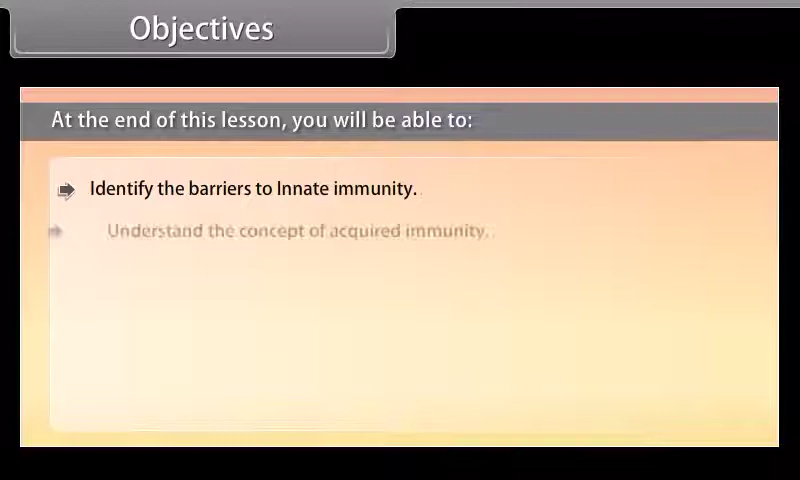 Objectives
At the end of this lesson, you will be able to:
Identify the barriers to Innate immunity.
Understand the concept of acquired immunity.